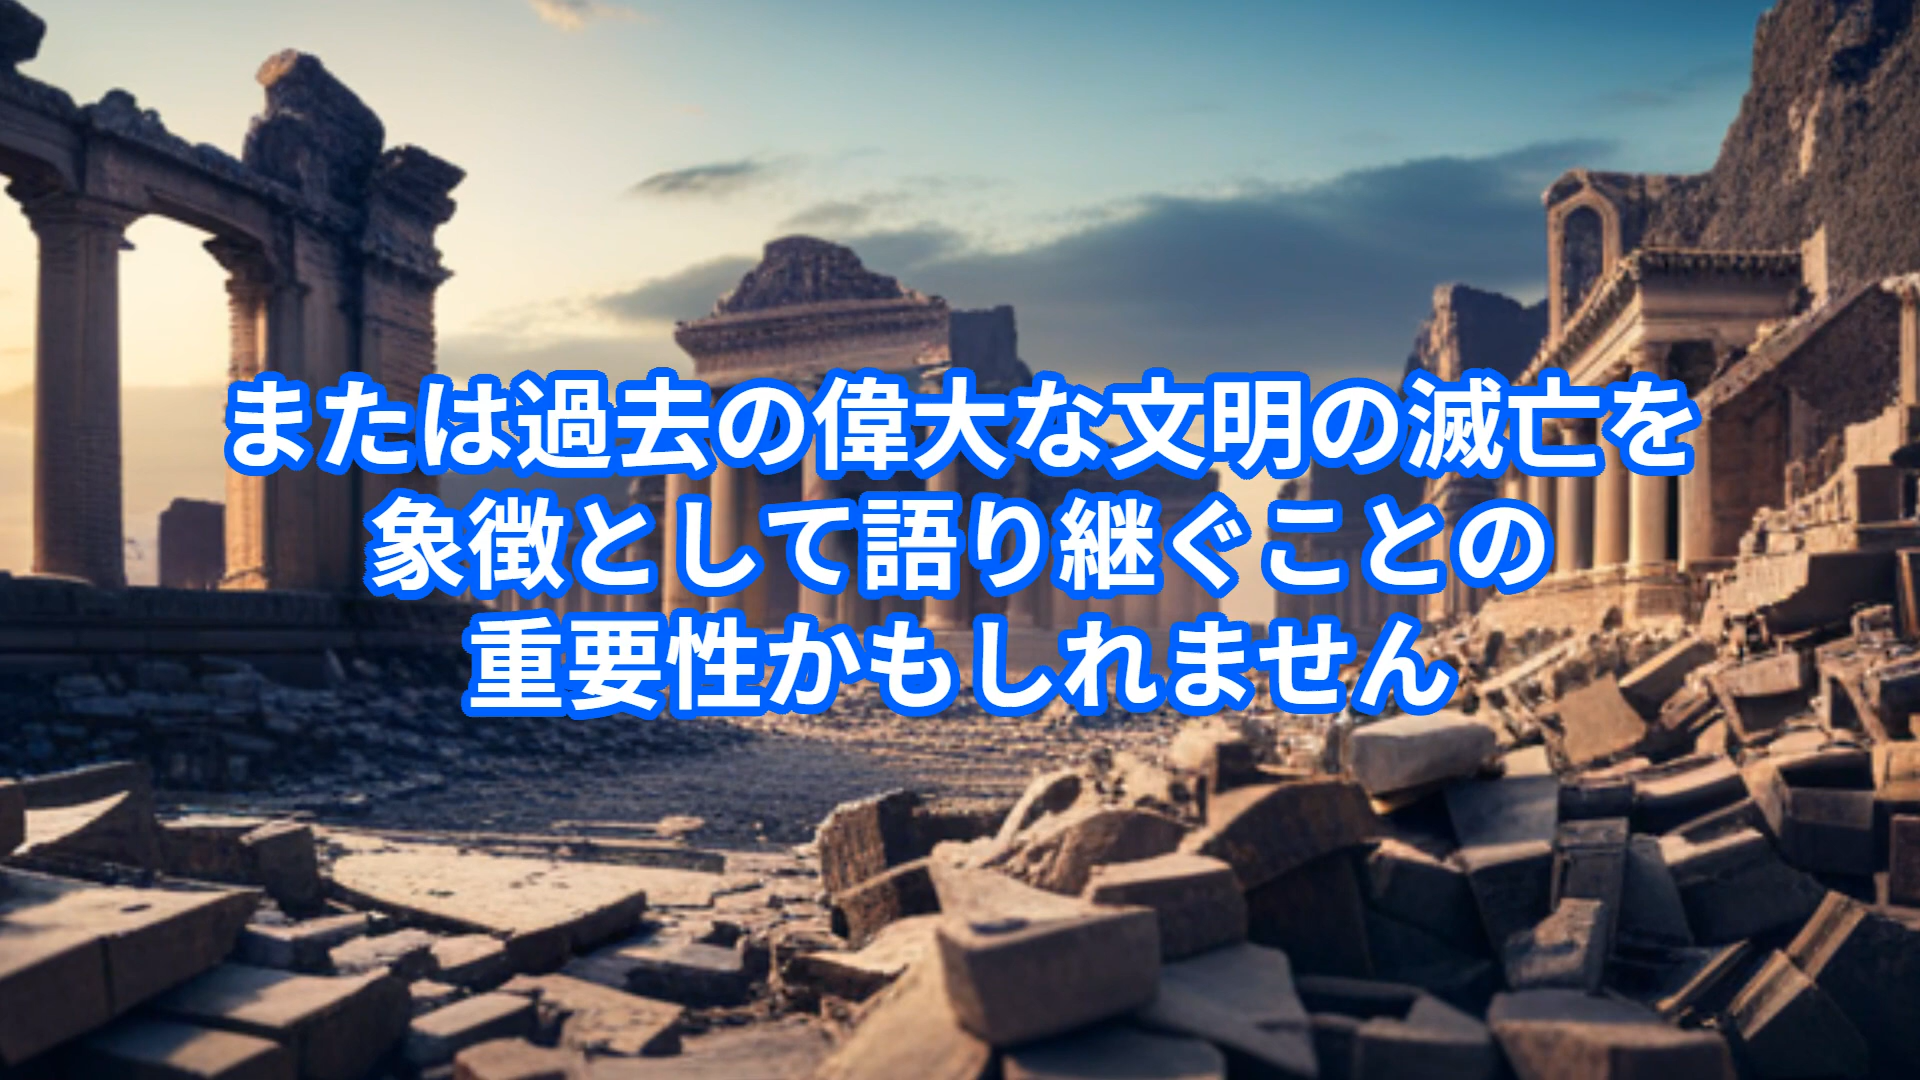 または過去の偉大な文明の滅亡を
象徴として語り継ぐことの
重要性かもしれません